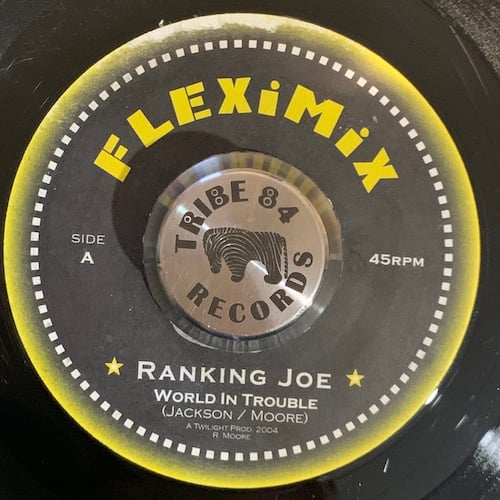 FLEXiMiX
TRIBE 84
RECORDS
SIDE
A
45RPM
RANKING JOE
WORLD IN TROUBLE
(JACKSON / MOORE)
A TWILIGHT PROD. 2004
R. MOORE